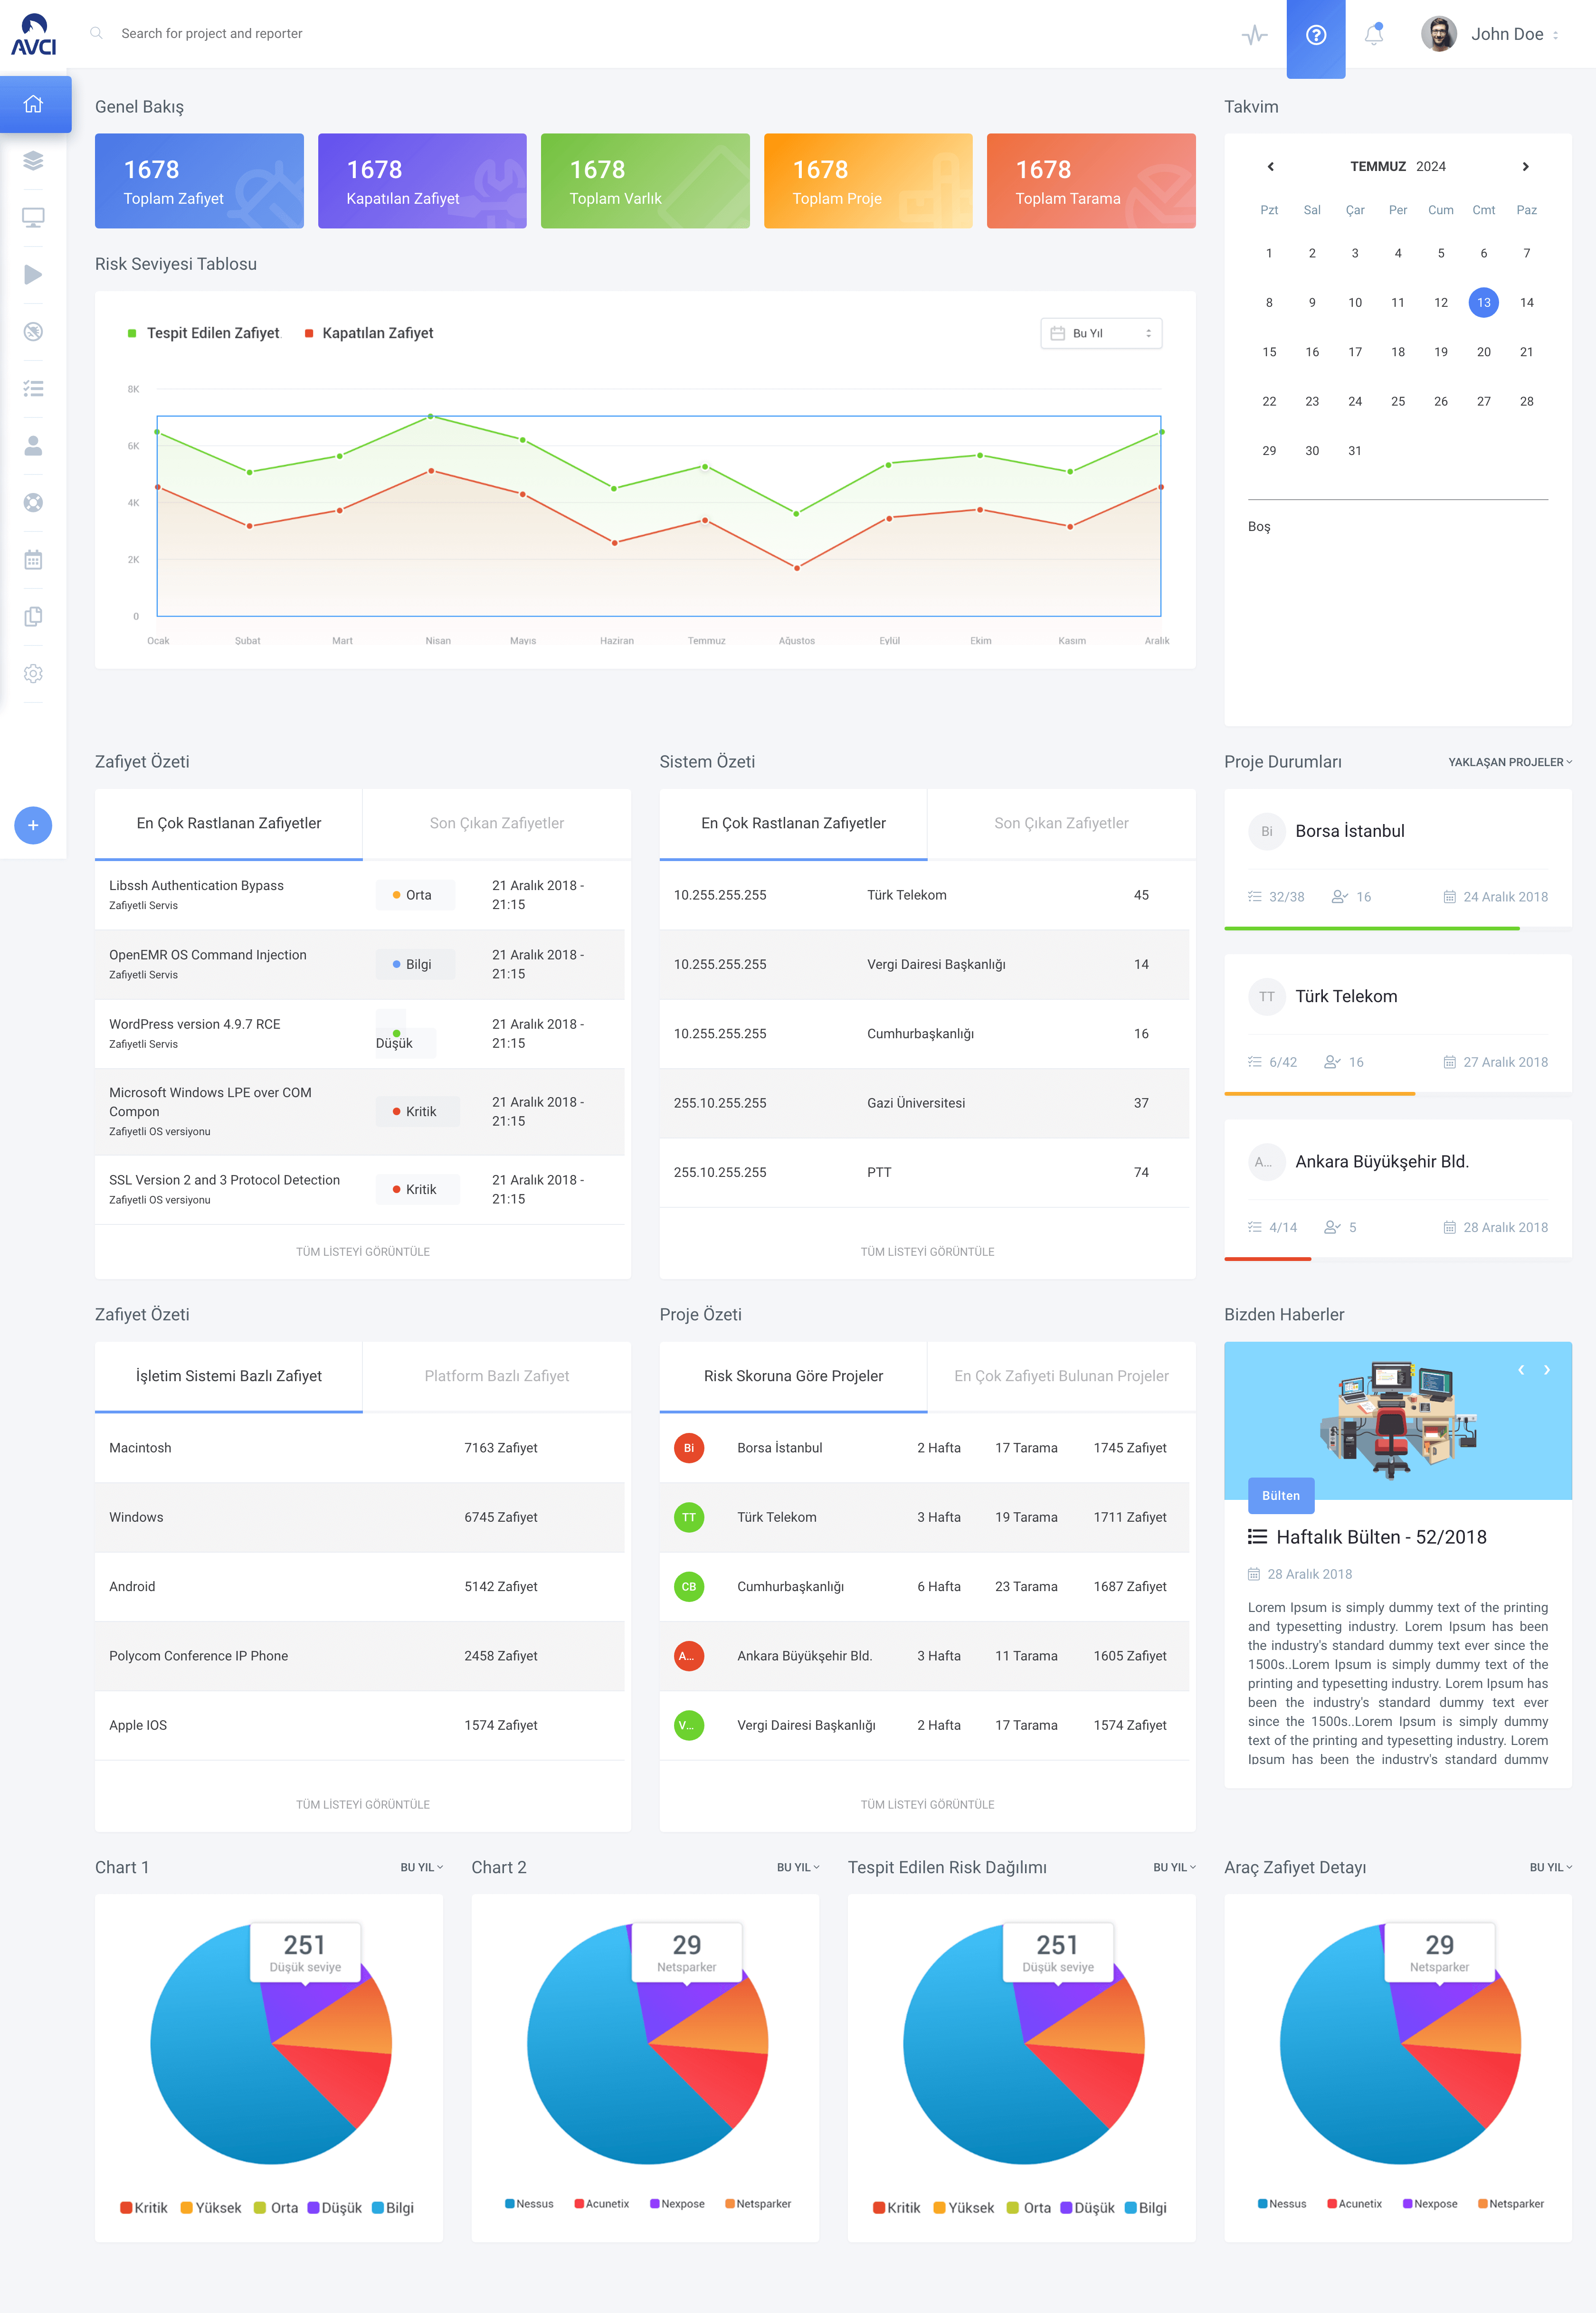 AVCI
Search for project and reporter
John Doe
Genel Bakış
1678
Toplam Zafiyet
1678
Kapatılan Zafiyet
1678
Toplam Varlık
1678
Toplam Proje
1678
Toplam Tarama
Risk Seviyesi Tablosu
Tespit Edilen Zafiyet
Kapatılan Zafiyet
Bu Yıl
8K
6K
4K
2K
0
Ocak Şubat Mart Nisan Mayıs Haziran Temmuz Ağustos Eylül Ekim Kasım Aralık
Takvim
TEMMUZ 2024
Pzt Sal Çar Per Cum Cmt Paz
1 2 3 4 5 6 7
8 9 10 11 12 13 14
15 16 17 18 19 20 21
22 23 24 25 26 27 28
29 30 31
Boş
Zafiyet Özeti
En Çok Rastlanan Zafiyetler Son Çıkan Zafiyetler
Libssh Authentication Bypass
Zafiyetli Servis
Orta
21 Aralık 2018 -
21:15
OpenEMR OS Command Injection
Zafiyetli Servis
Bilgi
21 Aralık 2018 -
21:15
WordPress version 4.9.7 RCE
Zafiyetli Servis
Düşük
21 Aralık 2018 -
21:15
Microsoft Windows LPE over COM
Compon
Zafiyetli OS versiyonu
Kritik
21 Aralık 2018 -
21:15
SSL Version 2 and 3 Protocol Detection
Zafiyetli OS versiyonu
Kritik
21 Aralık 2018 -
21:15
TÜM LİSTEYİ GÖRÜNTÜLE
Sistem Özeti
En Çok Rastlanan Zafiyetler Son Çıkan Zafiyetler
10.255.255.255 Türk Telekom 45
10.255.255.255 Vergi Dairesi Başkanlığı 14
10.255.255.255 Cumhurbaşkanlığı 16
255.10.255.255 Gazi Üniversitesi 37
255.10.255.255 PTT 74
TÜM LİSTEYİ GÖRÜNTÜLE
Proje Durumları
YAKLAŞAN PROJELER
Bi Borsa İstanbul
32/38 16 24 Aralık 2018
TT Türk Telekom
6/42 16 27 Aralık 2018
A... Ankara Büyükşehir Bld.
4/14 5 28 Aralık 2018
Zafiyet Özeti
İşletim Sistemi Bazlı Zafiyet Platform Bazlı Zafiyet
Macintosh 7163 Zafiyet
Windows 6745 Zafiyet
Android 5142 Zafiyet
Polycom Conference IP Phone 2458 Zafiyet
Apple IOS 1574 Zafiyet
TÜM LİSTEYİ GÖRÜNTÜLE
Proje Özeti
Risk Skoruna Göre Projeler En Çok Zafiyeti Bulunan Projeler
Bi Borsa İstanbul 2 Hafta 17 Tarama 1745 Zafiyet
TT Türk Telekom 3 Hafta 19 Tarama 1711 Zafiyet
CB Cumhurbaşkanlığı 6 Hafta 23 Tarama 1687 Zafiyet
A... Ankara Büyükşehir Bld. 3 Hafta 11 Tarama 1605 Zafiyet
V... Vergi Dairesi Başkanlığı 2 Hafta 17 Tarama 1574 Zafiyet
TÜM LİSTEYİ GÖRÜNTÜLE
Bizden Haberler
Bülten
Haftalık Bülten - 52/2018
28 Aralık 2018
Lorem Ipsum is simply dummy text of the printing
and typesetting industry. Lorem Ipsum has been
the industry's standard dummy text ever since the
1500s..Lorem Ipsum is simply dummy text of the
printing and typesetting industry. Lorem Ipsum has
been the industry's standard dummy text ever
since the 1500s..Lorem Ipsum is simply dummy
text of the printing and typesetting industry. Lorem
Ipsum has been the industry's standard dummy
Chart 1 BU YIL
251
Düşük seviye
Kritik Yüksek Orta Düşük Bilgi
Chart 2 BU YIL
29
Netsparker
Nessus Acunetix Nexpose Netsparker
Tespit Edilen Risk Dağılımı BU YIL
251
Düşük seviye
Kritik Yüksek Orta Düşük Bilgi
Araç Zafiyet Detayı BU YIL
29
Netsparker
Nessus Acunetix Nexpose Netsparker